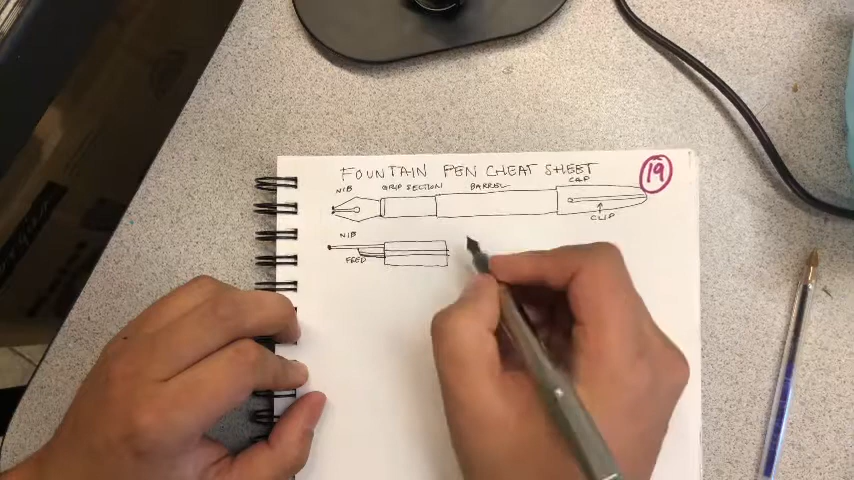 FOUNTAIN PEN CHEAT SHEET
19
NIB GRIP SECTION BARREL CAP
CLIP
NIB
FEED